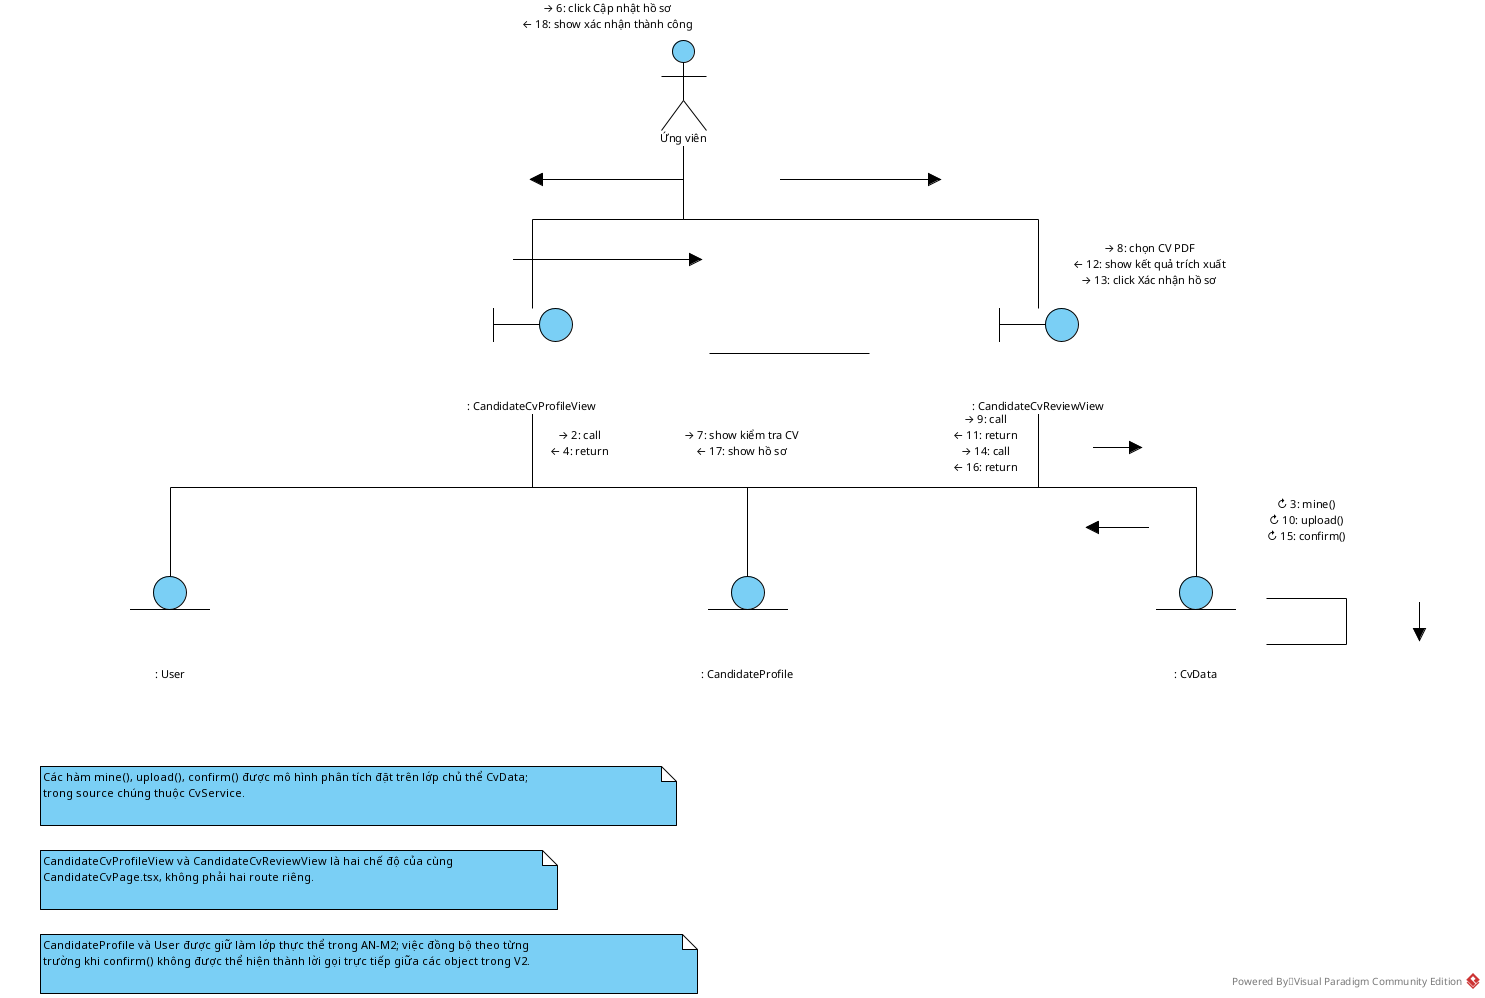 → 6: click Cập nhật hồ sơ
← 18: show xác nhận thành công
Ứng viên
→ 8: chọn CV PDF
← 12: show kết quả trích xuất
→ 13: click Xác nhận hồ sơ
: CandidateCvProfileView
: CandidateCvReviewView
→ 2: call
← 4: return
→ 7: show kiểm tra CV
← 17: show hồ sơ
→ 9: call
← 11: return
→ 14: call
← 16: return
↻ 3: mine()
↻ 10: upload()
↻ 15: confirm()
: User
: CandidateProfile
: CvData
Các hàm mine(), upload(), confirm() được mô hình phân tích đặt trên lớp chủ thể CvData;
trong source chúng thuộc CvService.
CandidateCvProfileView và CandidateCvReviewView là hai chế độ của cùng
CandidateCvPage.tsx, không phải hai route riêng.
CandidateProfile và User được giữ làm lớp thực thể trong AN-M2; việc đồng bộ theo từng
trường khi confirm() không được thể hiện thành lời gọi trực tiếp giữa các object trong V2.
Powered By▯Visual Paradigm Community Edition